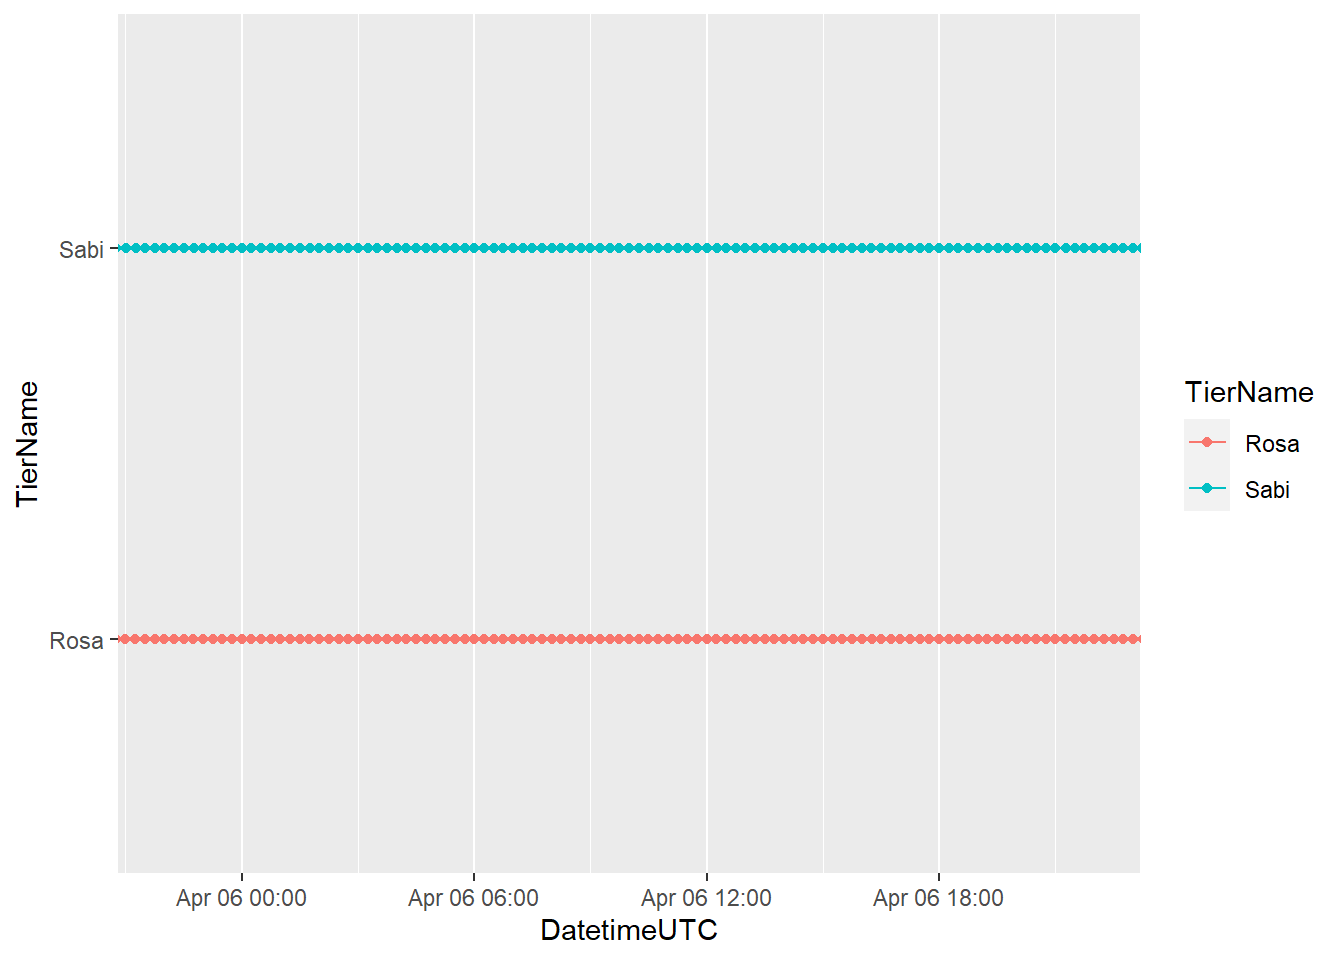 TierName
Sabi
Rosa
Apr 06 00:00
Apr 06 06:00
Apr 06 12:00
Apr 06 18:00
DatetimeUTC
TierName
Rosa
Sabi